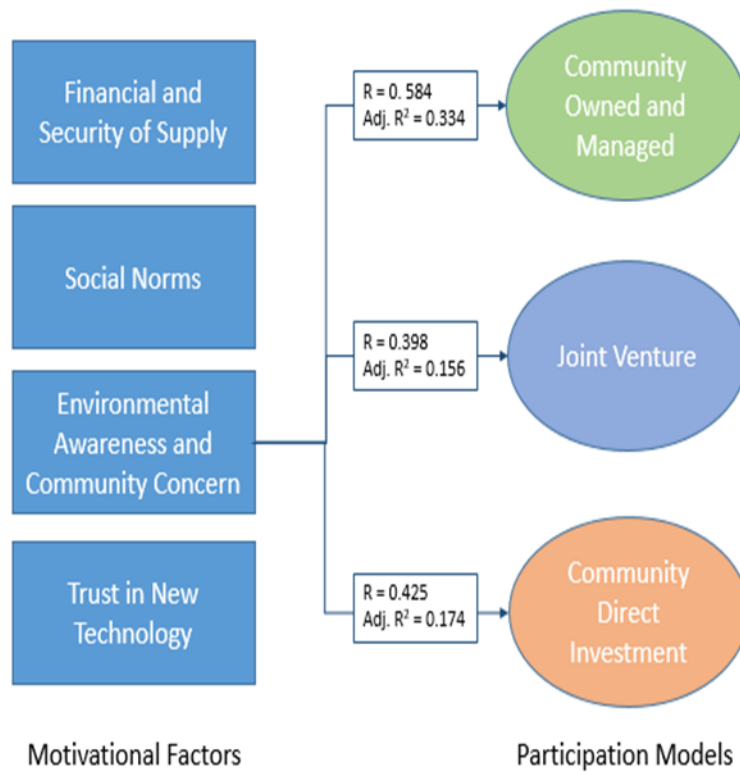 Financial and
Security of Supply
Social Norms
Environmental
Awareness and
Community Concern
Trust in New
Technology
Motivational Factors
R = 0. 584
Adj. R² = 0.334
R = 0.398
Adj. R² = 0.156
R = 0.425
Adj. R² = 0.174
Community
Owned and
Managed
Joint Venture
Community
Direct
Investment
Participation Models